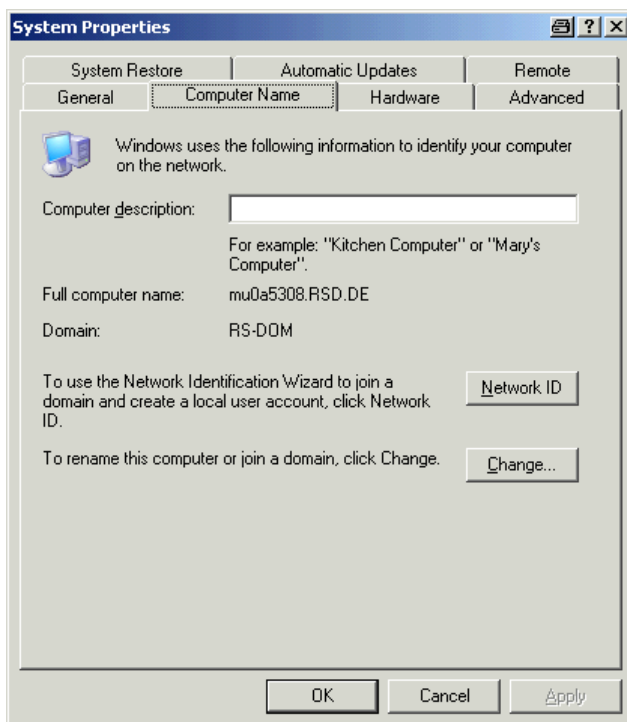 System Properties
System Restore
Automatic Updates
Remote
General
Computer Name
Hardware
Advanced
Windows uses the following information to identify your computer
on the network.
Computer description:
For example: "Kitchen Computer" or "Mary's
Computer".
Full computer name:
mu0a5308.RSD.DE
Domain:
RS-DOM
To use the Network Identification Wizard to join a
domain and create a local user account, click Network
ID.
Network ID
To rename this computer or join a domain, click Change.
Change...
OK
Cancel
Apply